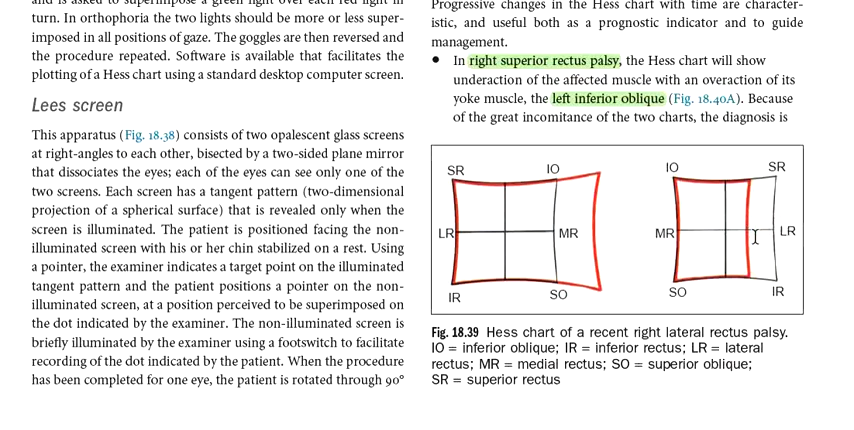 and is asked to superimpose a green light over each red light in
turn. In orthophoria the two lights should be more or less super-
imposed in all positions of gaze. The goggles are then reversed and
the procedure repeated. Software is available that facilitates the
plotting of a Hess chart using a standard desktop computer screen.
Lees screen
This apparatus (Fig. 18.38) consists of two opalescent glass screens
at right-angles to each other, bisected by a two-sided plane mirror
that dissociates the eyes; each of the eyes can see only one of the
two screens. Each screen has a tangent pattern (two-dimensional
projection of a spherical surface) that is revealed only when the
screen is illuminated. The patient is positioned facing the non-
illuminated screen with his or her chin stabilized on a rest. Using
a pointer, the examiner indicates a target point on the illuminated
tangent pattern and the patient positions a pointer on the non-
illuminated screen, at a position perceived to be superimposed on
the dot indicated by the examiner. The non-illuminated screen is
briefly illuminated by the examiner using a footswitch to facilitate
recording of the dot indicated by the patient. When the procedure
has been completed for one eye, the patient is rotated through 90°
Progressive changes in the Hess chart with time are character-
istic, and useful both as a prognostic indicator and to guide
management.
• In right superior rectus palsy, the Hess chart will show
underaction of the affected muscle with an overaction of its
yoke muscle, the left inferior oblique (Fig. 18.40A). Because
of the great incomitance of the two charts, the diagnosis is
SR IO IO SR
LR MR MR LR
IR SO SO IR
Fig. 18.39 Hess chart of a recent right lateral rectus palsy.
IO = inferior oblique; IR = inferior rectus; LR = lateral
rectus; MR = medial rectus; SO = superior oblique;
SR = superior rectus